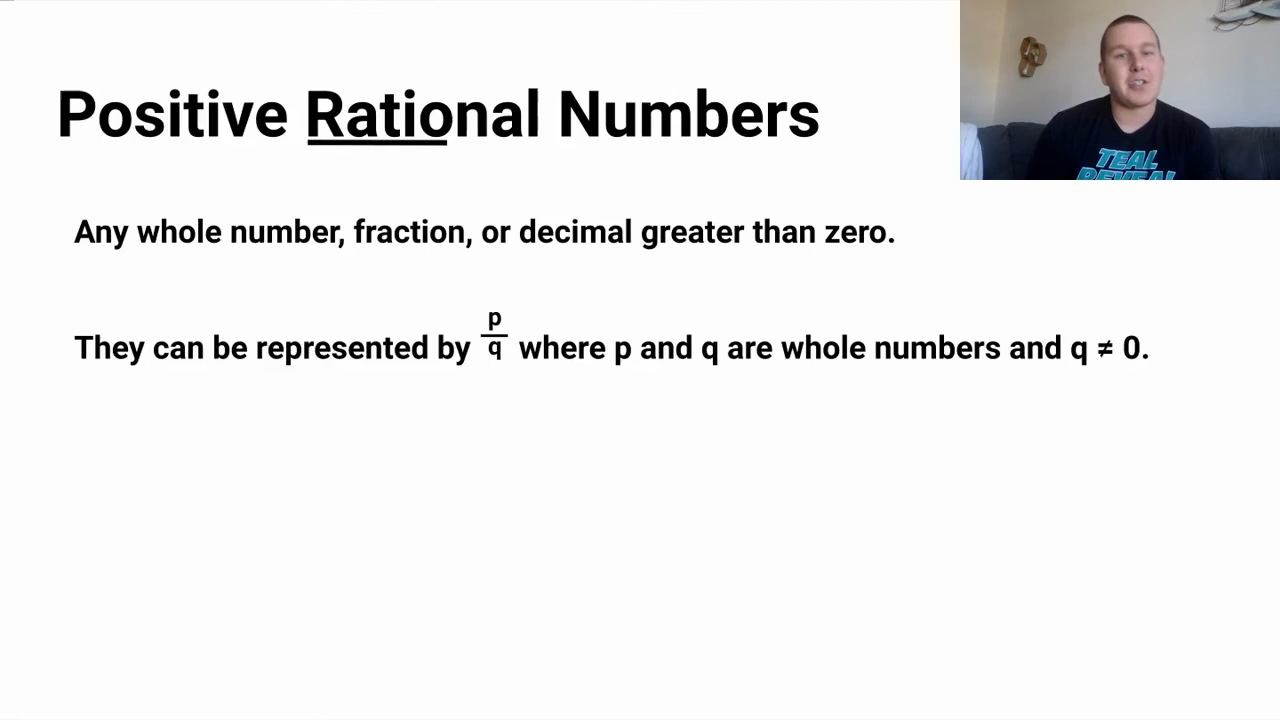 Positive Rational Numbers
TEAL
REVEAL
Any whole number, fraction, or decimal greater than zero.
They can be represented by p/q where p and q are whole numbers and q ≠ 0.